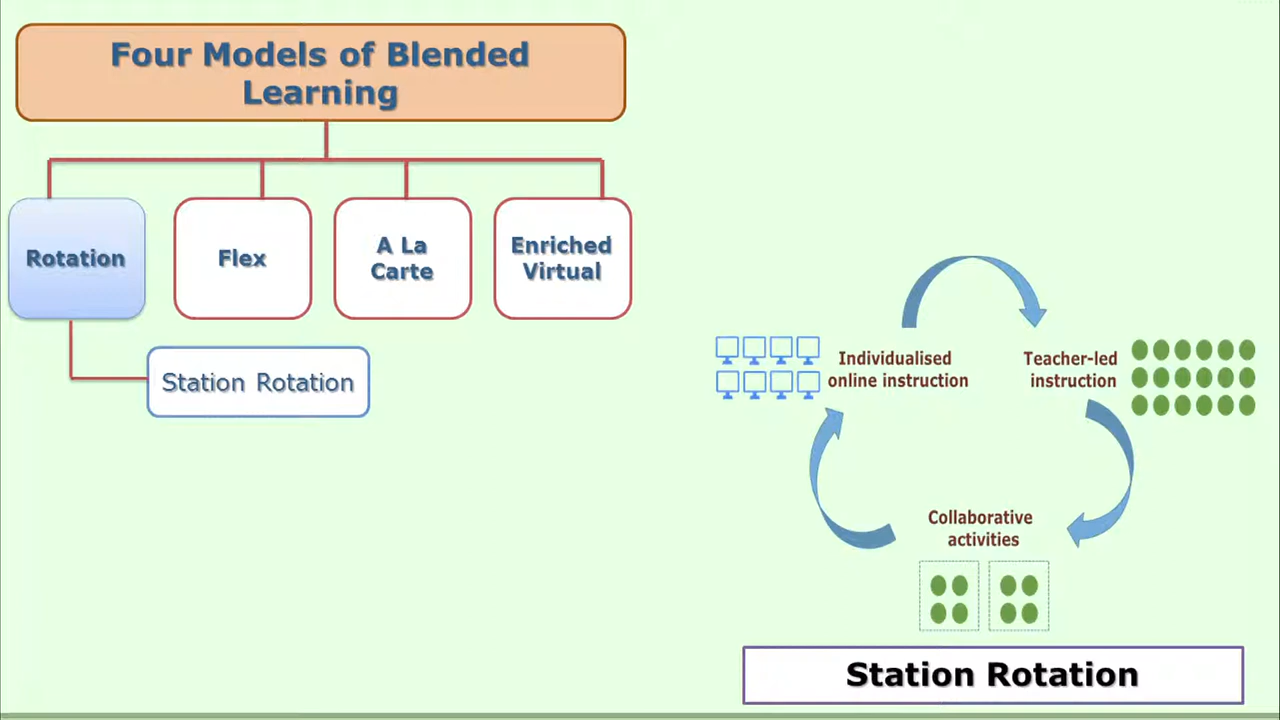 Four Models of Blended
Learning
Rotation
Flex
A La
Carte
Enriched
Virtual
Station Rotation
Individualised
online instruction
Teacher-led
instruction
Collaborative
activities
Station Rotation